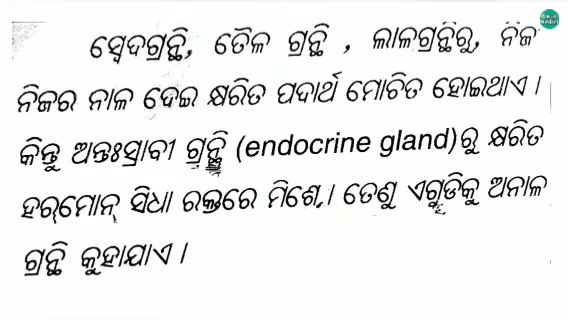 ସ୍ୱେଦଗ୍ରନ୍ଥି, ତୈଳ ଗ୍ରନ୍ଥି , ଲାଳଗ୍ରନ୍ଥିରୁ, ନିଜ
ନିଜର ନାଳ ଦେଇ କ୍ଷରିତ ପଦାର୍ଥ ମୋଚିତ ହୋଇଥାଏ ।
କିନ୍ତୁ ଅନ୍ତଃସ୍ରାବୀ ଗ୍ରନ୍ଥି (endocrine gland)ରୁ କ୍ଷରିତ
ହର୍‌ମୋନ୍ ସିଧା ରକ୍ତରେ ମିଶେ । ତେଣୁ ଏଗୁଡିକୁ ଅନାଳ
ଗ୍ରନ୍ଥି କୁହାଯାଏ ।